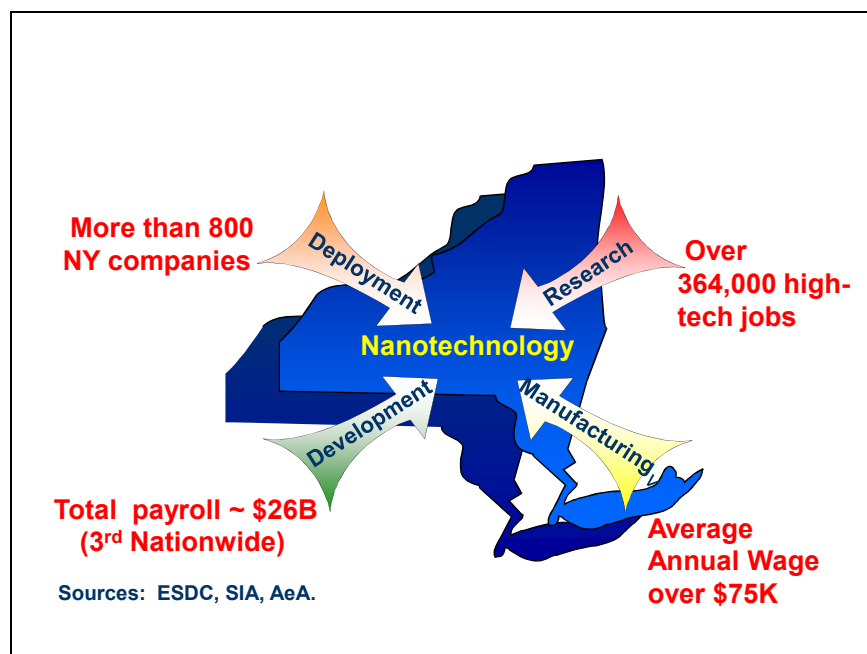 More than 800
NY companies
Deployment
Research
Over
364,000 high-
tech jobs
Nanotechnology
Development
Manufacturing
Total payroll ~ $26B
(3rd Nationwide)
Average
Annual Wage
over $75K
Sources: ESDC, SIA, AeA.